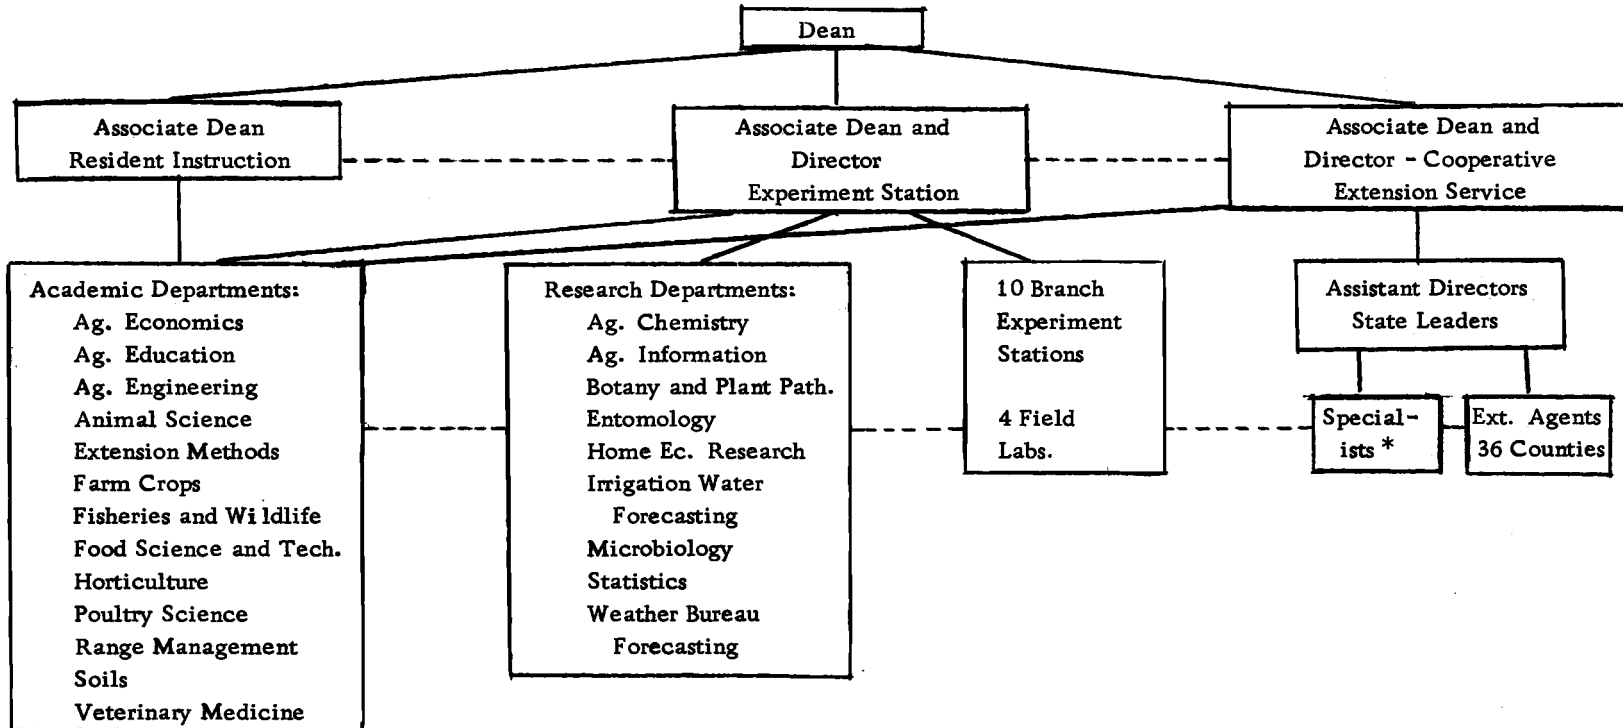 Dean
Associate Dean
Resident Instruction
Associate Dean and
Director
Experiment Station
Associate Dean and
Director - Cooperative
Extension Service
Academic Departments:
Ag. Economics
Ag. Education
Ag. Engineering
Animal Science
Extension Methods
Farm Crops
Fisheries and Wildlife
Food Science and Tech.
Horticulture
Poultry Science
Range Management
Soils
Veterinary Medicine
Research Departments:
Ag. Chemistry
Ag. Information
Botany and Plant Path.
Entomology
Home Ec. Research
Irrigation Water
Forecasting
Microbiology
Statistics
Weather Bureau
Forecasting
10 Branch
Experiment
Stations
4 Field
Labs.
Assistant Directors
State Leaders
Special-
ists *
Ext. Agents
36 Counties